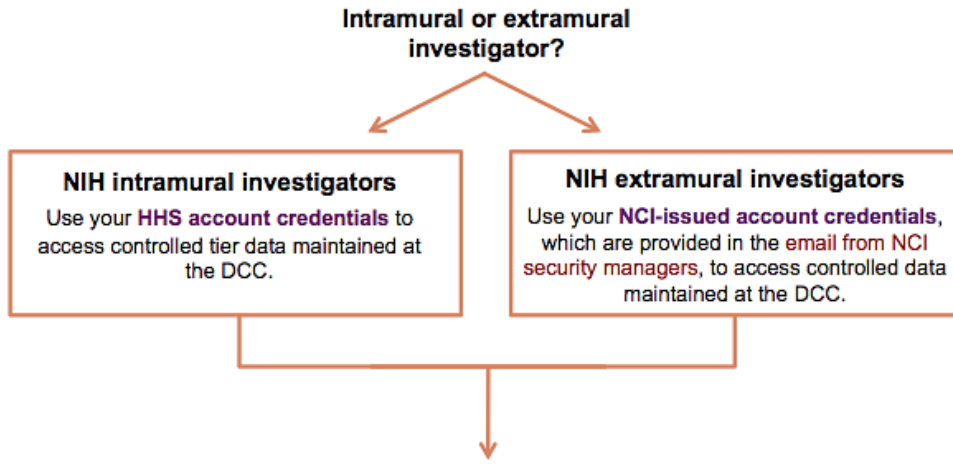 Intramural or extramural
investigator?
NIH intramural investigators
Use your HHS account credentials to
access controlled tier data maintained at
the DCC.
NIH extramural investigators
Use your NCI-issued account credentials,
which are provided in the email from NCI
security managers, to access controlled data
maintained at the DCC.